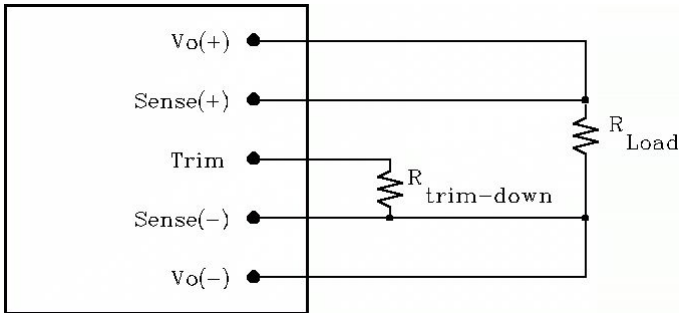 Vo(+)
Sense(+)
R
Load
Trim
R
trim-down
Sense(-)
Vo(-)